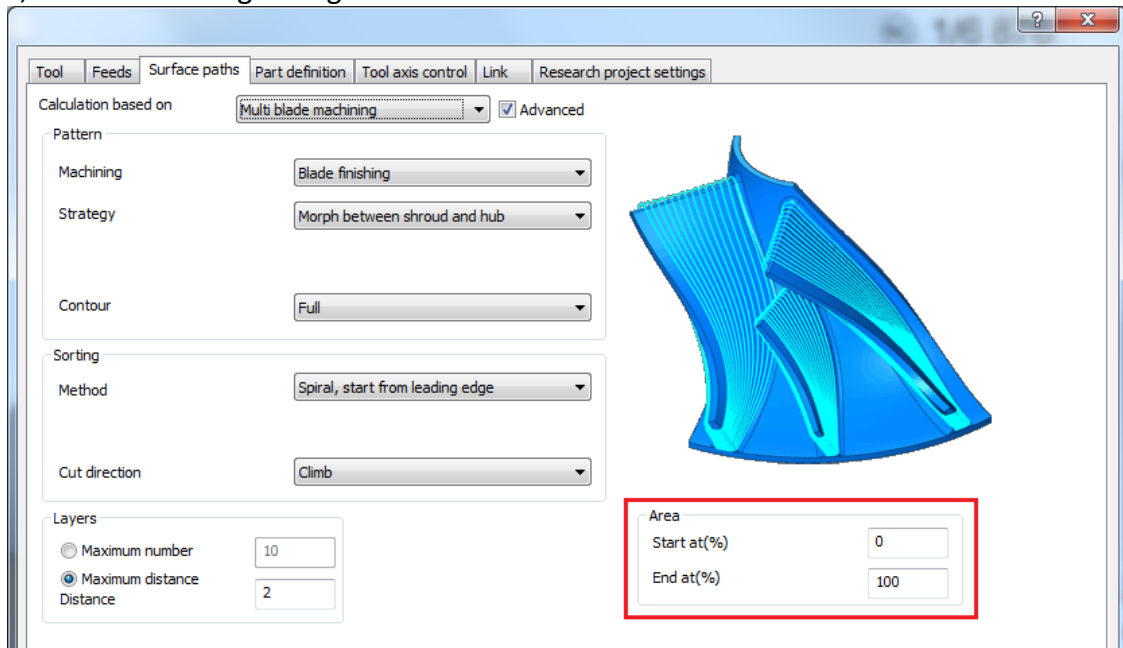 Tool Feeds Surface paths Part definition Tool axis control Link Research project settings
Calculation based on Multi blade machining Advanced
Pattern
Machining Blade finishing
Strategy Morph between shroud and hub
Contour Full
Sorting
Method Spiral, start from leading edge
Cut direction Climb
Layers
Maximum number 10
Maximum distance
Distance 2
Area
Start at(%) 0
End at(%) 100